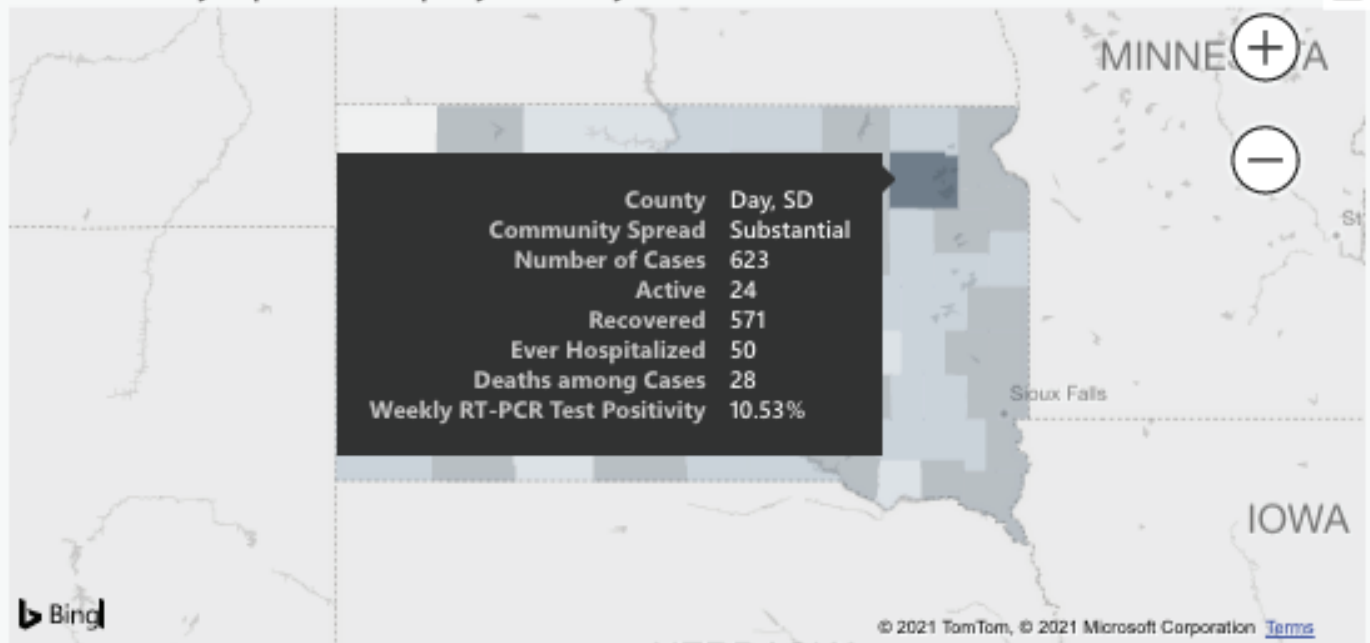 MINNE A
County Day, SD
Community Spread Substantial
Number of Cases 623
Active 24
Recovered 571
Ever Hospitalized 50
Deaths among Cases 28
Weekly RT-PCR Test Positivity 10.53%
St
Sioux Falls
IOWA
Bing
© 2021 TomTom, © 2021 Microsoft Corporation Terms